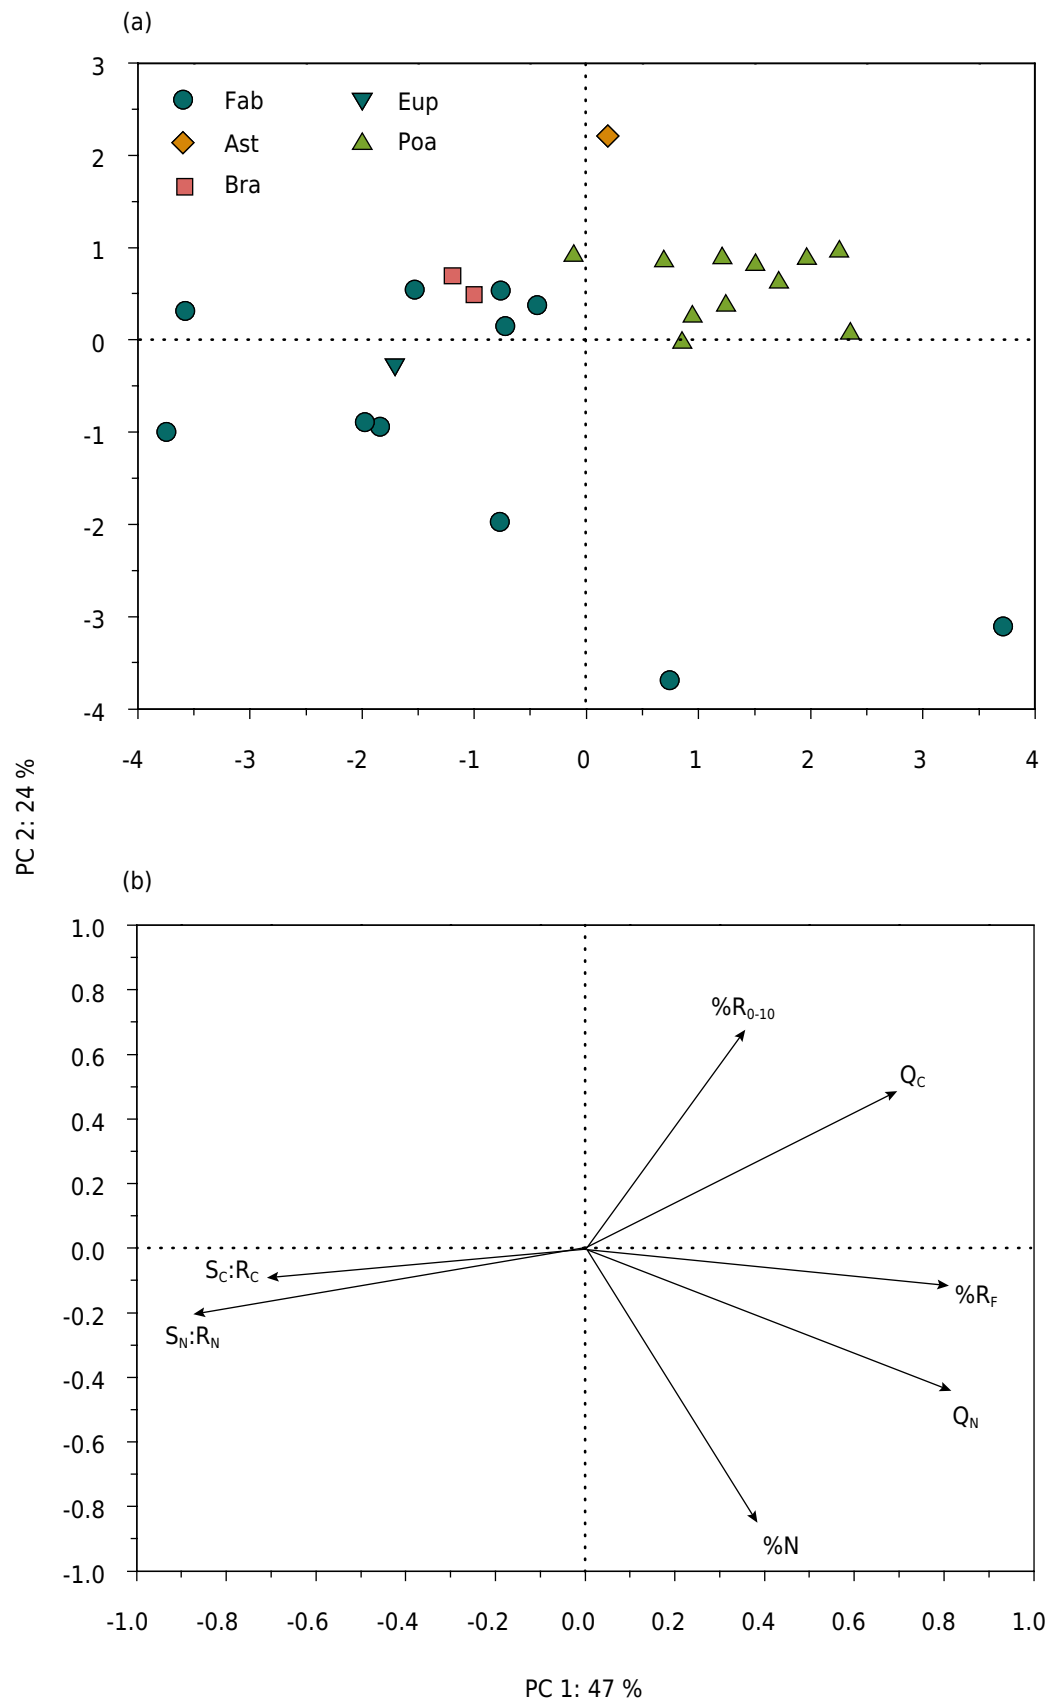 (a)
3
2
1
0
-1
-2
-3
-4
Fab
Ast
Bra
Eup
Poa
-4 -3 -2 -1 0 1 2 3 4
PC 2: 24 %
(b)
1.0
0.8
0.6
0.4
0.2
0.0
-0.2
-0.4
-0.6
-0.8
-1.0
%R0-10
QC
SC:RC
SN:RN
%RF
QN
%N
-1.0 -0.8 -0.6 -0.4 -0.2 0.0 0.2 0.4 0.6 0.8 1.0
PC 1: 47 %